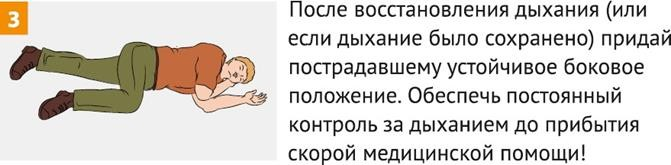 3
После восстановления дыхания (или
если дыхание было сохранено) придай
пострадавшему устойчивое боковое
положение. Обеспечь постоянный
контроль за дыханием до прибытия
скорой медицинской помощи!